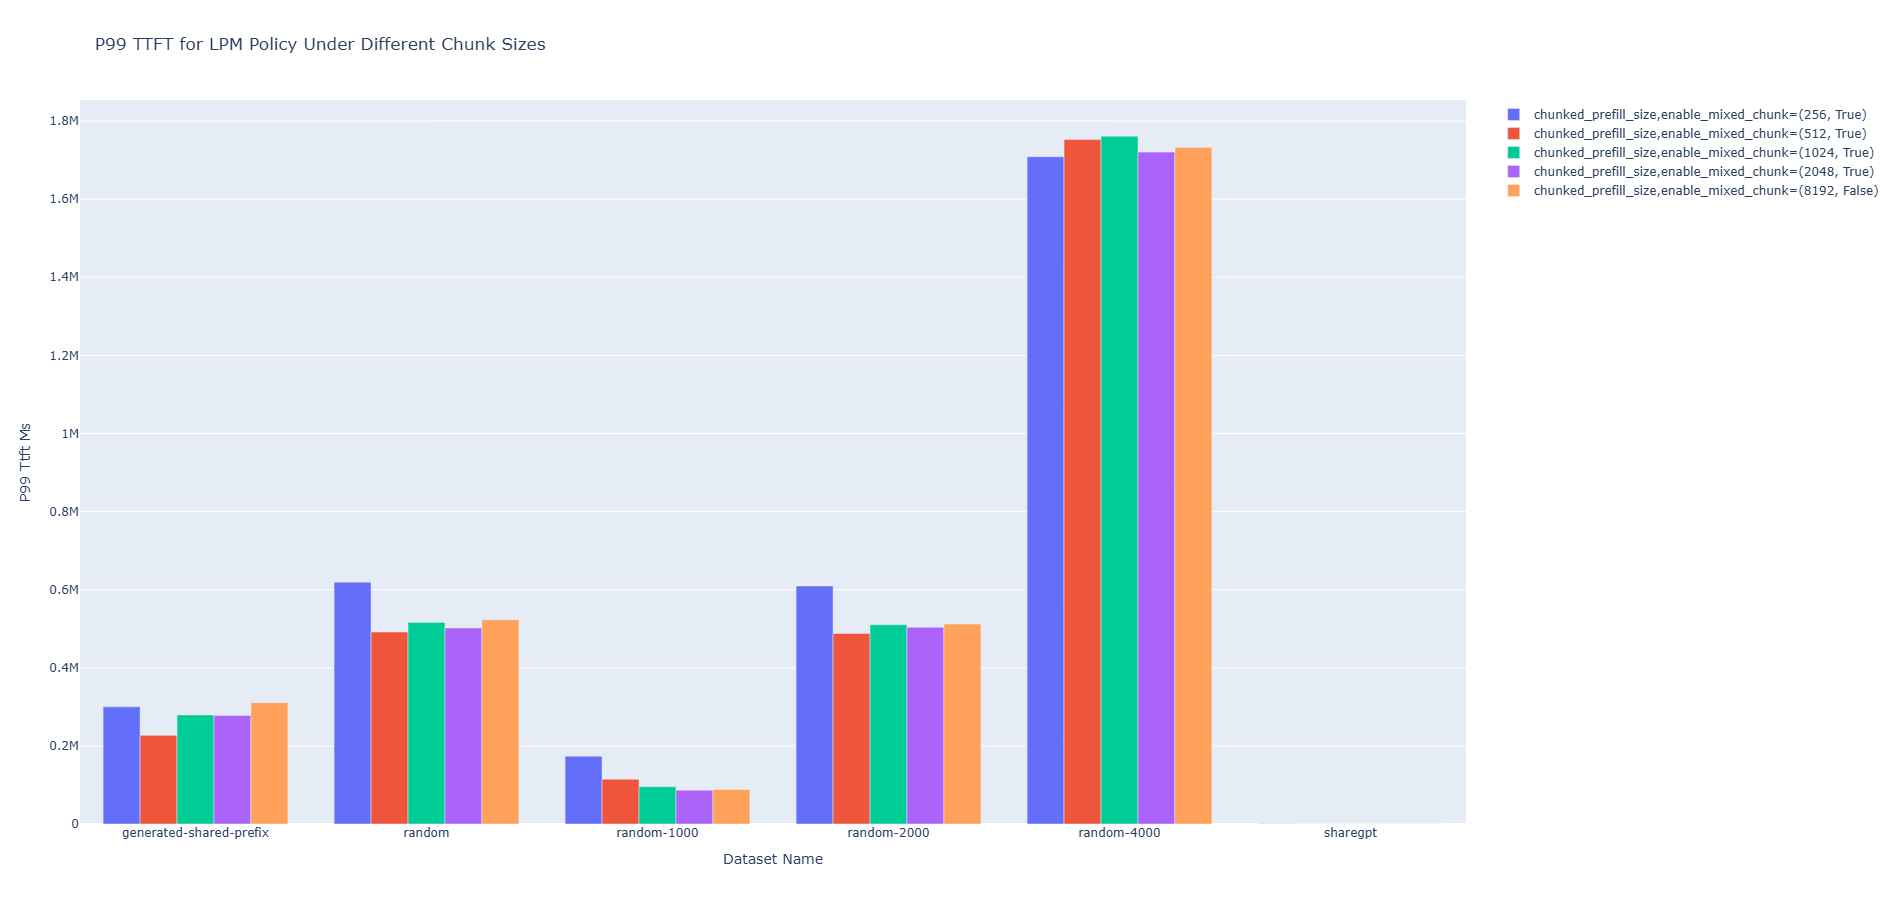 P99 TTFT for LPM Policy Under Different Chunk Sizes
chunked_prefill_size,enable_mixed_chunk=(256, True)
chunked_prefill_size,enable_mixed_chunk=(512, True)
chunked_prefill_size,enable_mixed_chunk=(1024, True)
chunked_prefill_size,enable_mixed_chunk=(2048, True)
chunked_prefill_size,enable_mixed_chunk=(8192, False)
P99 Ttft Ms
1.8M
1.6M
1.4M
1.2M
1M
0.8M
0.6M
0.4M
0.2M
0
generated-shared-prefix
random
random-1000
random-2000
random-4000
sharegpt
Dataset Name